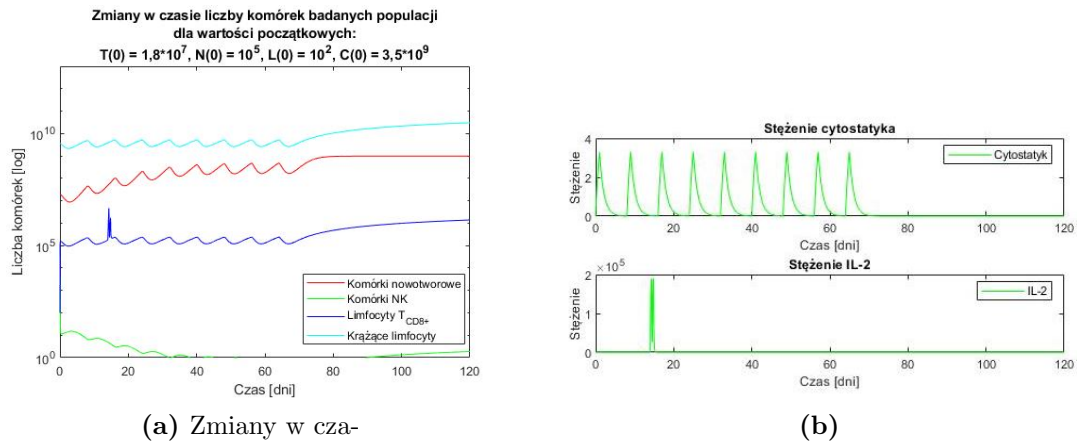 Zmiany w czasie liczby komórek badanych populacji
dla wartości początkowych:
T(0) = 1,8*10^7, N(0) = 10^5, L(0) = 10^2, C(0) = 3,5*10^9
Liczba komórek [log]
10^10
10^5
10^0
0 20 40 60 80 100 120
Czas [dni]
Komórki nowotworowe
Komórki NK
Limfocyty T_CD8+
Krążące limfocyty
(a) Zmiany w cza-
Stężenie cytostatyka
Stężenie
4
2
0
0 20 40 60 80 100 120
Czas [dni]
Cytostatyk
Stężenie IL-2
×10^5
Stężenie
2
1
0
0 20 40 60 80 100 120
Czas [dni]
IL-2
(b)